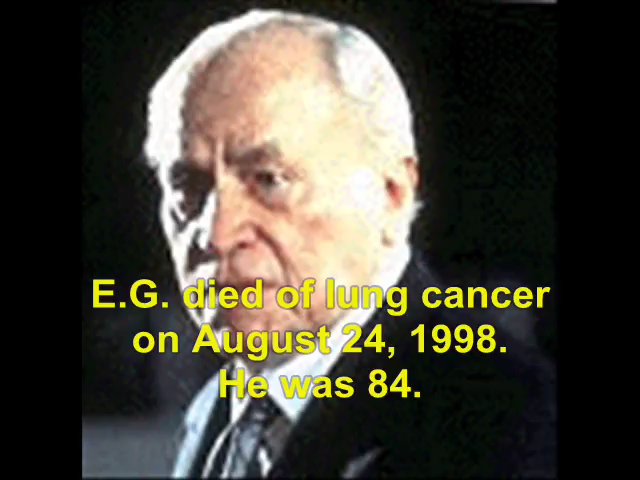 E.G. died of lung cancer
on August 24, 1998.
He was 84.